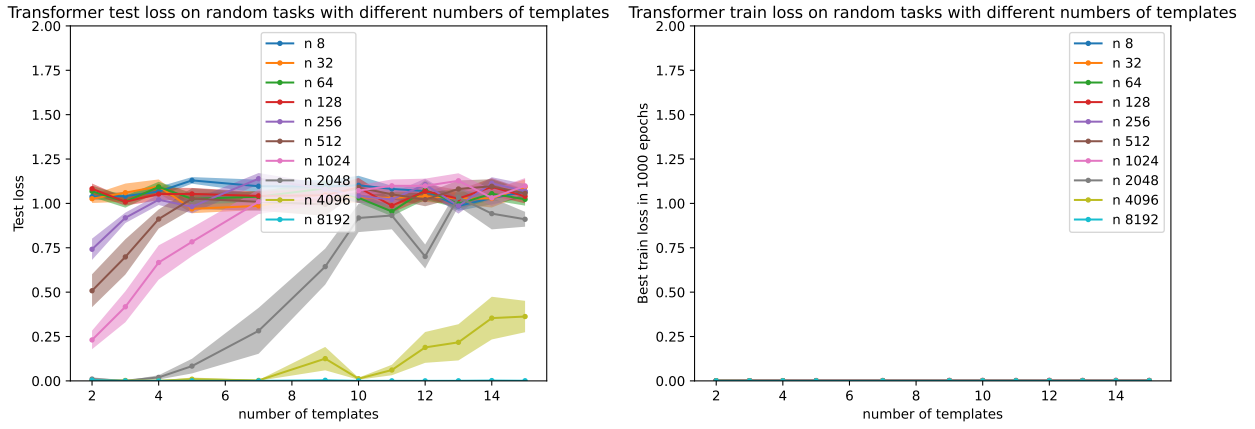 Transformer test loss on random tasks with different numbers of templates
2.00
1.75
1.50
1.25
1.00
0.75
0.50
0.25
0.00
Test loss
2
4
6
8
10
12
14
number of templates
n 8
n 32
n 64
n 128
n 256
n 512
n 1024
n 2048
n 4096
n 8192
Transformer train loss on random tasks with different numbers of templates
2.00
1.75
1.50
1.25
1.00
0.75
0.50
0.25
0.00
Best train loss in 1000 epochs
2
4
6
8
10
12
14
number of templates
n 8
n 32
n 64
n 128
n 256
n 512
n 1024
n 2048
n 4096
n 8192